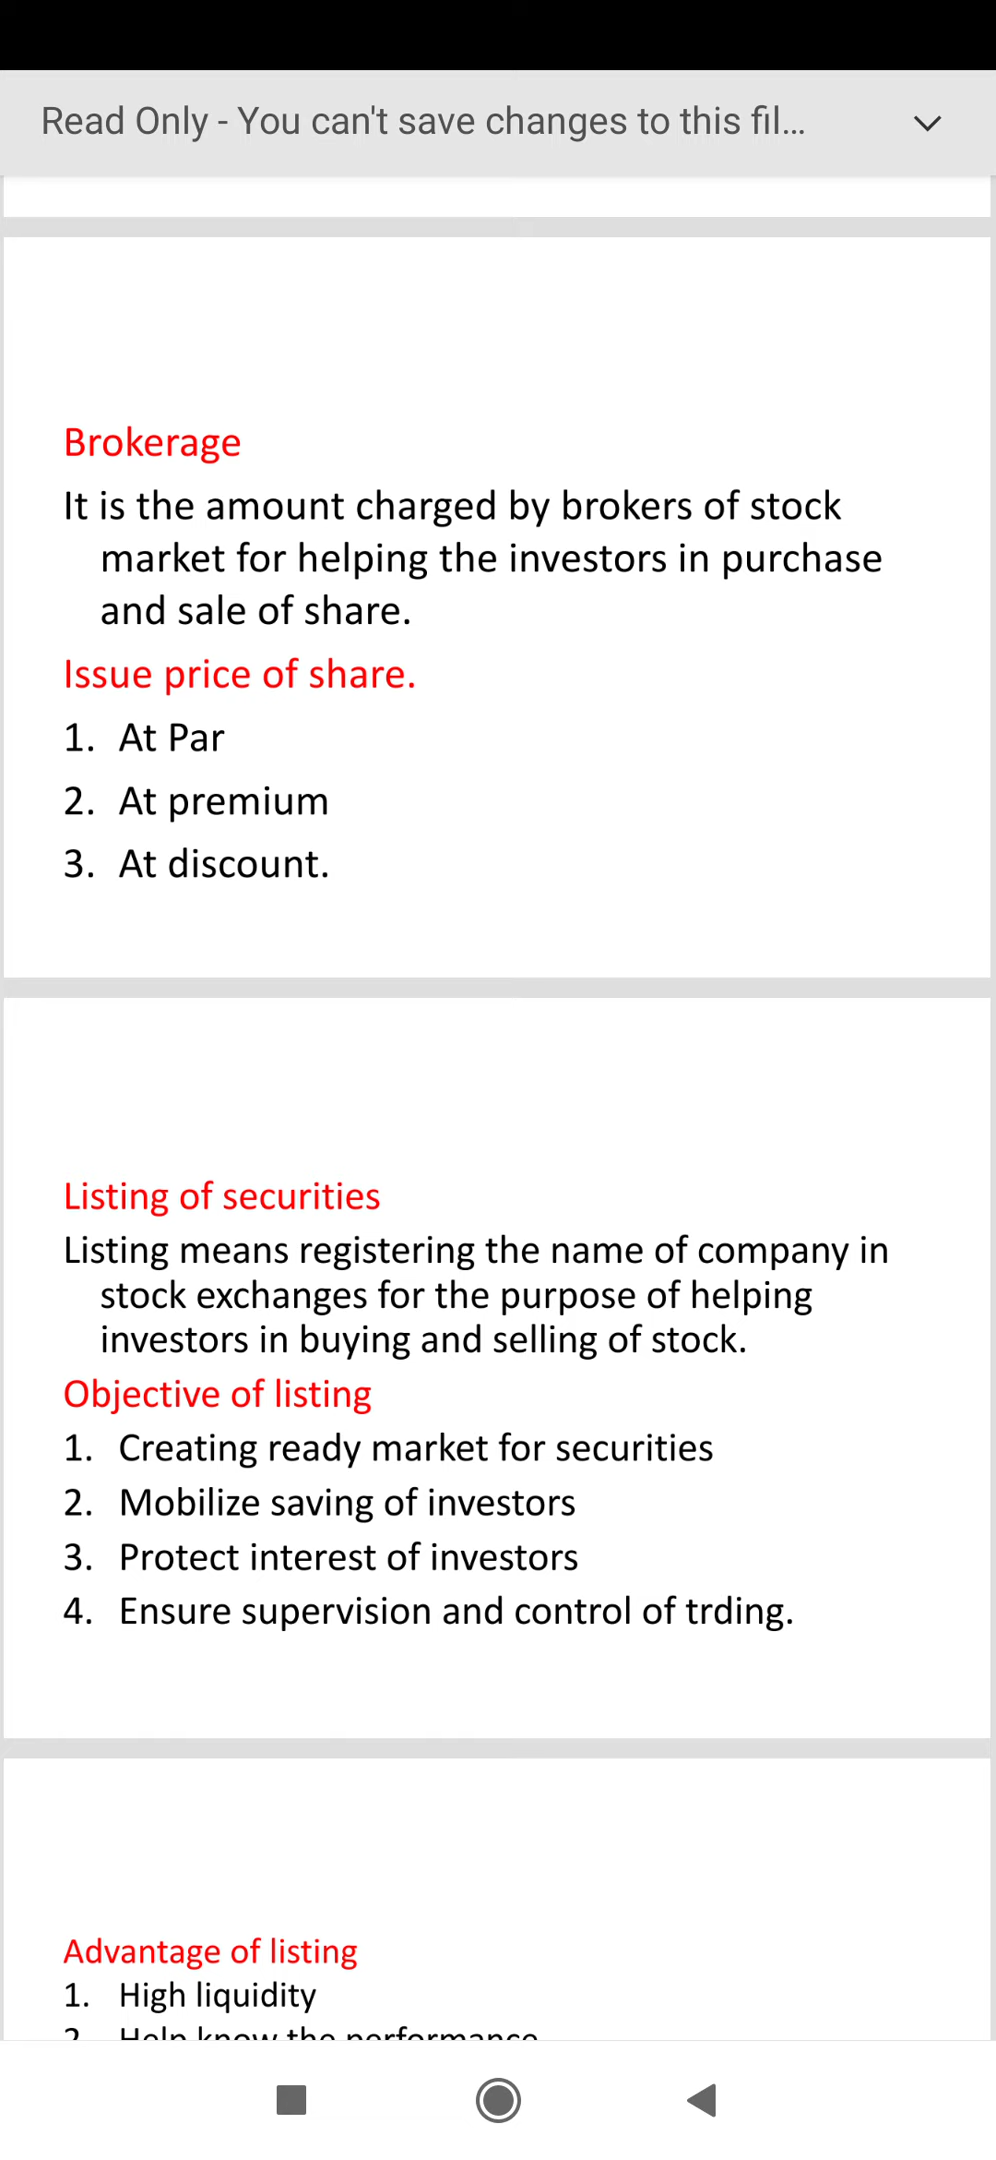 Read Only - You can't save changes to this fil...
Brokerage
It is the amount charged by brokers of stock
market for helping the investors in purchase
and sale of share.
Issue price of share.
1. At Par
2. At premium
3. At discount.
Listing of securities
Listing means registering the name of company in
stock exchanges for the purpose of helping
investors in buying and selling of stock.
Objective of listing
1. Creating ready market for securities
2. Mobilize saving of investors
3. Protect interest of investors
4. Ensure supervision and control of trding.
Advantage of listing
1. High liquidity
2. Help know the performance